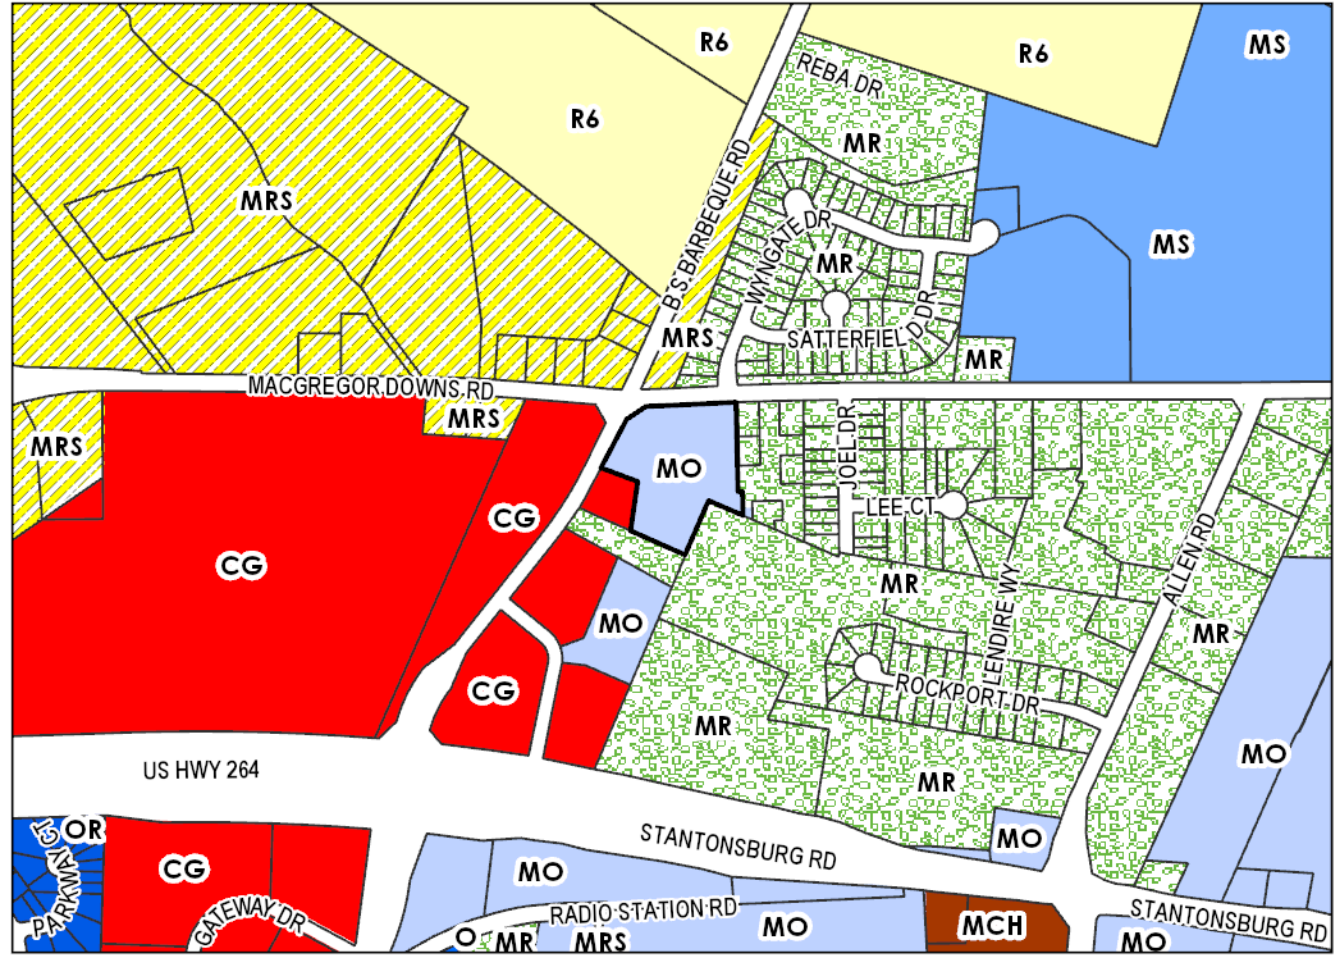 R6
R6
MS
REBA DR
R6
MR
MRS
B.S. BARBEQUE RD
WYNGATE DR
MS
MR
MRS
SATTERFIELD DR
MR
MACGREGOR DOWNS RD
MRS
MRS
MO
JOEL DR
CG
LEE CT
CG
ALLEN RD
MR
LENDIRE WY
MO
MR
CG
ROCKPORT DR
MR
MO
US HWY 264
MR
OR
PARKWAY CT
MO
STANTONSBURG RD
CG
MO
GATEWAY DR
RADIO STATION RD
O
MR
MRS
MO
MCH
STANTONSBURG RD
MO